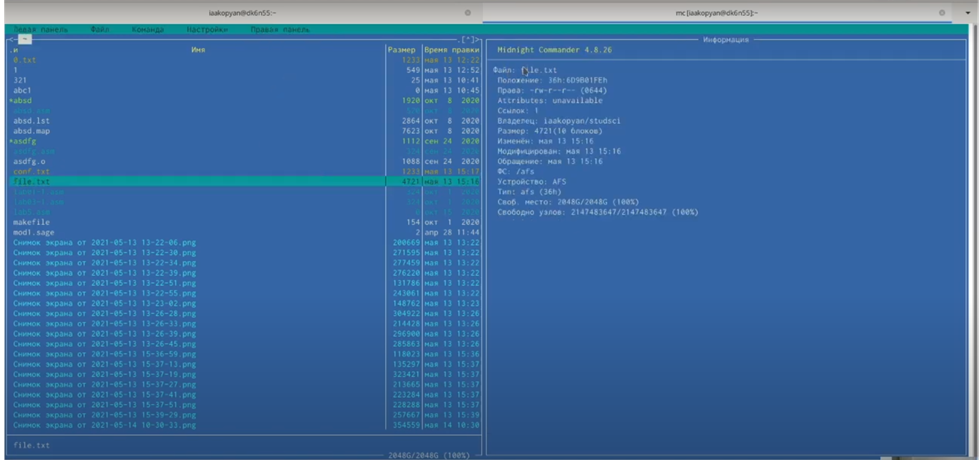 iaakopyan@dk6n55:~
mc [iaakopyan@dk6n55]:~
Левая панель Файл Команда Настройки Правая панель
<— ~ .[^]>
.и Имя Размер Время правки
0.txt 1233 мая 13 12:22
1 549 мая 13 12:52
321 25 мая 13 10:41
abc1 0 мая 13 10:45
*absd 1920 окт 8 2020
absd.lst 2864 окт 8 2020
absd.map 7623 окт 8 2020
*asdfg 1112 сен 24 2020
asdfg.o 1088 сен 24 2020
conf.txt 1233 мая 13 15:17
file.txt 4721 мая 13 15:16
makefile 154 окт 1 2020
mod1.sage 2 апр 28 11:44
Снимок экрана от 2021-05-13 13-22-06.png 200669 мая 13 13:22
Снимок экрана от 2021-05-13 13-22-30.png 271595 мая 13 13:22
Снимок экрана от 2021-05-13 13-22-34.png 277459 мая 13 13:22
Снимок экрана от 2021-05-13 13-22-39.png 276220 мая 13 13:22
Снимок экрана от 2021-05-13 13-22-51.png 131786 мая 13 13:22
Снимок экрана от 2021-05-13 13-22-55.png 243061 мая 13 13:22
Снимок экрана от 2021-05-13 13-23-02.png 148762 мая 13 13:23
Снимок экрана от 2021-05-13 13-26-28.png 304922 мая 13 13:26
Снимок экрана от 2021-05-13 13-26-33.png 214428 мая 13 13:26
Снимок экрана от 2021-05-13 13-26-39.png 296900 мая 13 13:26
Снимок экрана от 2021-05-13 13-26-45.png 285863 мая 13 13:26
Снимок экрана от 2021-05-13 15-36-59.png 118023 мая 13 15:36
Снимок экрана от 2021-05-13 15-37-13.png 135297 мая 13 15:37
Снимок экрана от 2021-05-13 15-37-19.png 323421 мая 13 15:37
Снимок экрана от 2021-05-13 15-37-27.png 313665 мая 13 15:37
Снимок экрана от 2021-05-13 15-37-41.png 223284 мая 13 15:37
Снимок экрана от 2021-05-13 15-37-51.png 228288 мая 13 15:37
Снимок экрана от 2021-05-13 15-39-29.png 257667 мая 13 15:39
Снимок экрана от 2021-05-14 10-30-33.png 354559 мая 14 10:30
file.txt
2048G/2048G (100%)
Информация
Midnight Commander 4.8.26
Файл: file.txt
Положение: 36h:6D9B01FEh
Права: -rw-r--r-- (0644)
Attributes: unavailable
Ссылок: 1
Владелец: iaakopyan/studsci
Размер: 4721(10 блоков)
Изменён: мая 13 15:16
Модифицирован: мая 13 15:16
Обращение: мая 13 15:16
ФС: /afs
Устройство: AFS
Тип: afs (36h)
Своб. место: 2048G/2048G (100%)
Свободно узлов: 2147483647/2147483647 (100%)